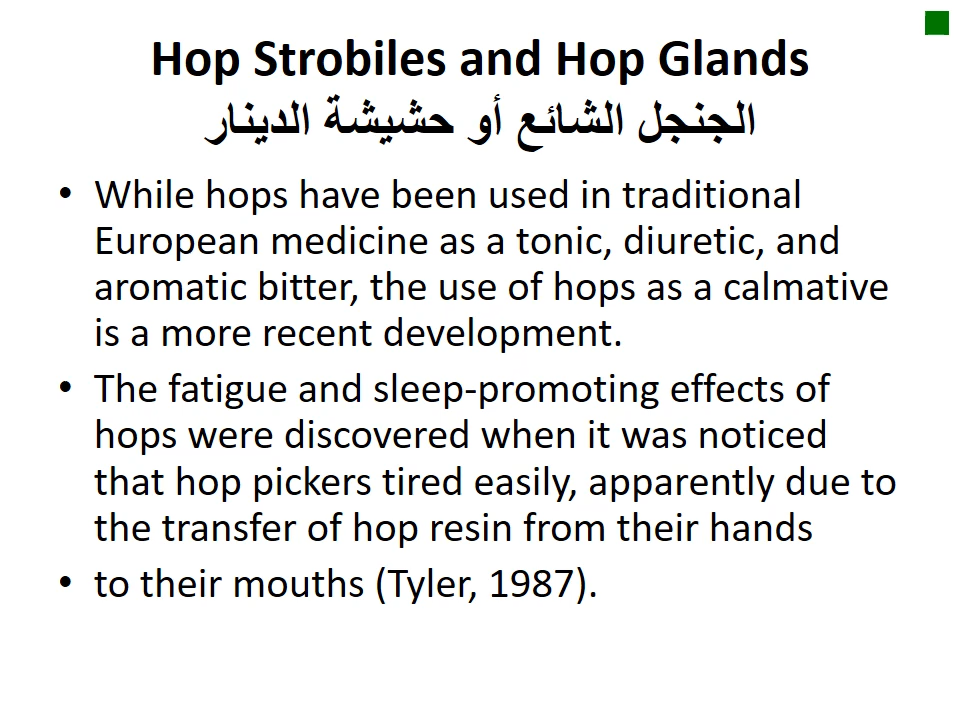 Hop Strobiles and Hop Glands
الجنجل الشائع أو حشيشة الدينار
• While hops have been used in traditional
European medicine as a tonic, diuretic, and
aromatic bitter, the use of hops as a calmative
is a more recent development.
• The fatigue and sleep-promoting effects of
hops were discovered when it was noticed
that hop pickers tired easily, apparently due to
the transfer of hop resin from their hands
• to their mouths (Tyler, 1987).